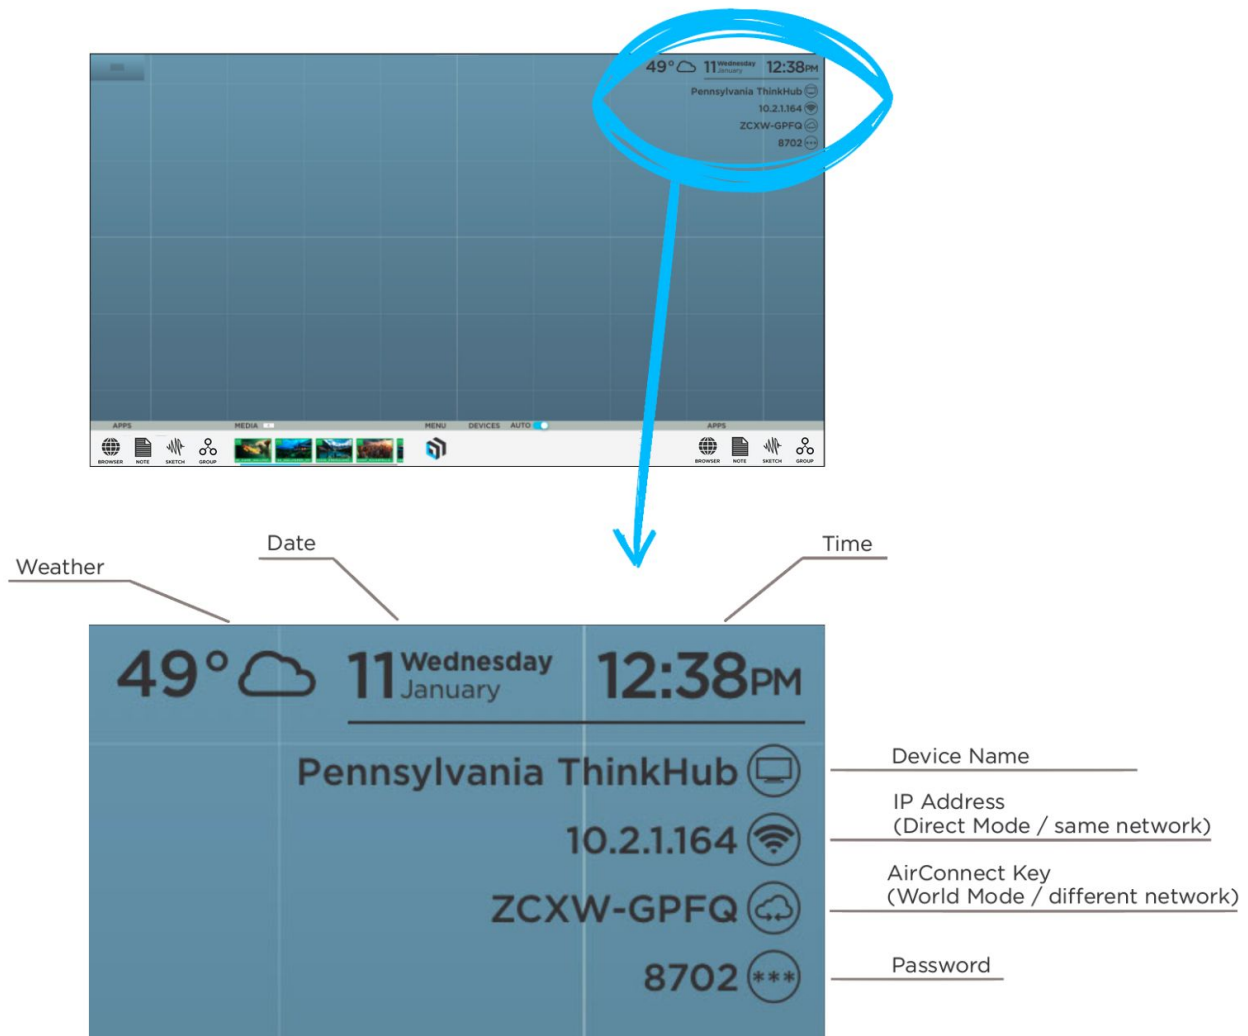 49° 11 Wednesday January 12:38PM
Pennsylvania ThinkHub
10.2.1.164
ZCXW-GPFQ
8702
APPS MEDIA MENU DEVICES AUTO APPS
BROWSER NOTE SKETCH GROUP BROWSER NOTE SKETCH GROUP
Weather
Date
Time
49° 11 Wednesday 12:38PM
January
Pennsylvania ThinkHub
Device Name
10.2.1.164
IP Address
(Direct Mode / same network)
ZCXW-GPFQ
AirConnect Key
(World Mode / different network)
8702 ***
Password